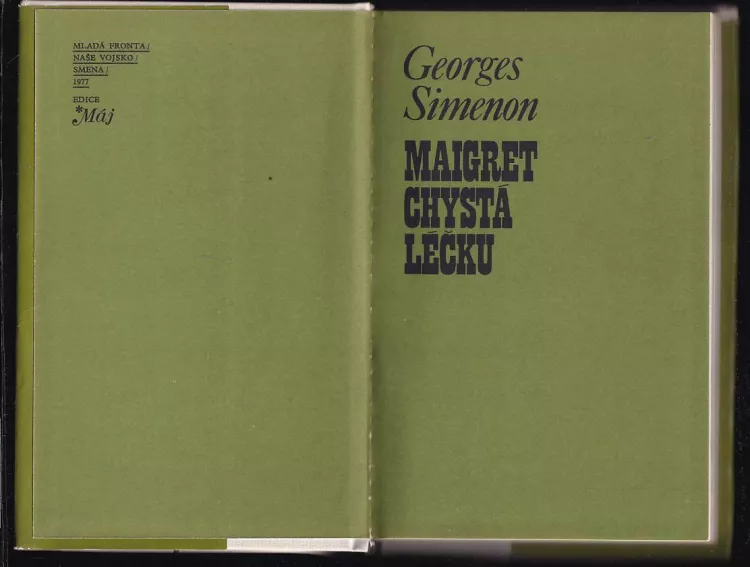 MLADÁ FRONTA/
NAŠE VOJSKO/
SMENA/
1977
EDICE
*Máj
Georges
Simenon
MAIGRET
CHYSTÁ
LÉČKU